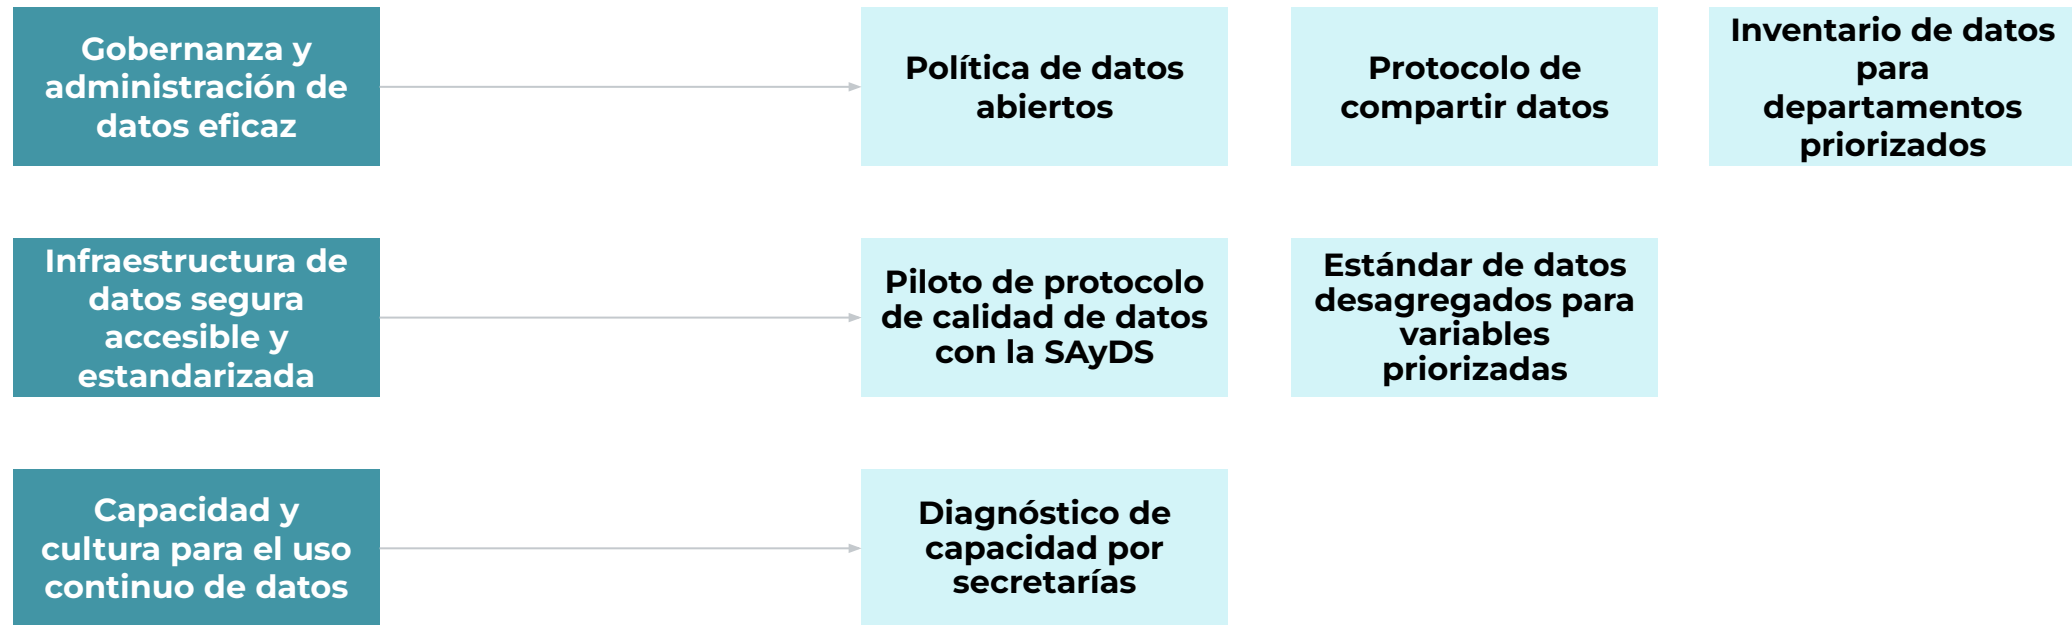 Gobernanza y
administración de
datos eficaz
Política de datos
abiertos
Protocolo de
compartir datos
Inventario de datos
para
departamentos
priorizados
Infraestructura de
datos segura
accesible y
estandarizada
Piloto de protocolo
de calidad de datos
con la SAyDS
Estándar de datos
desagregados para
variables
priorizadas
Capacidad y
cultura para el uso
continuo de datos
Diagnóstico de
capacidad por
secretarías